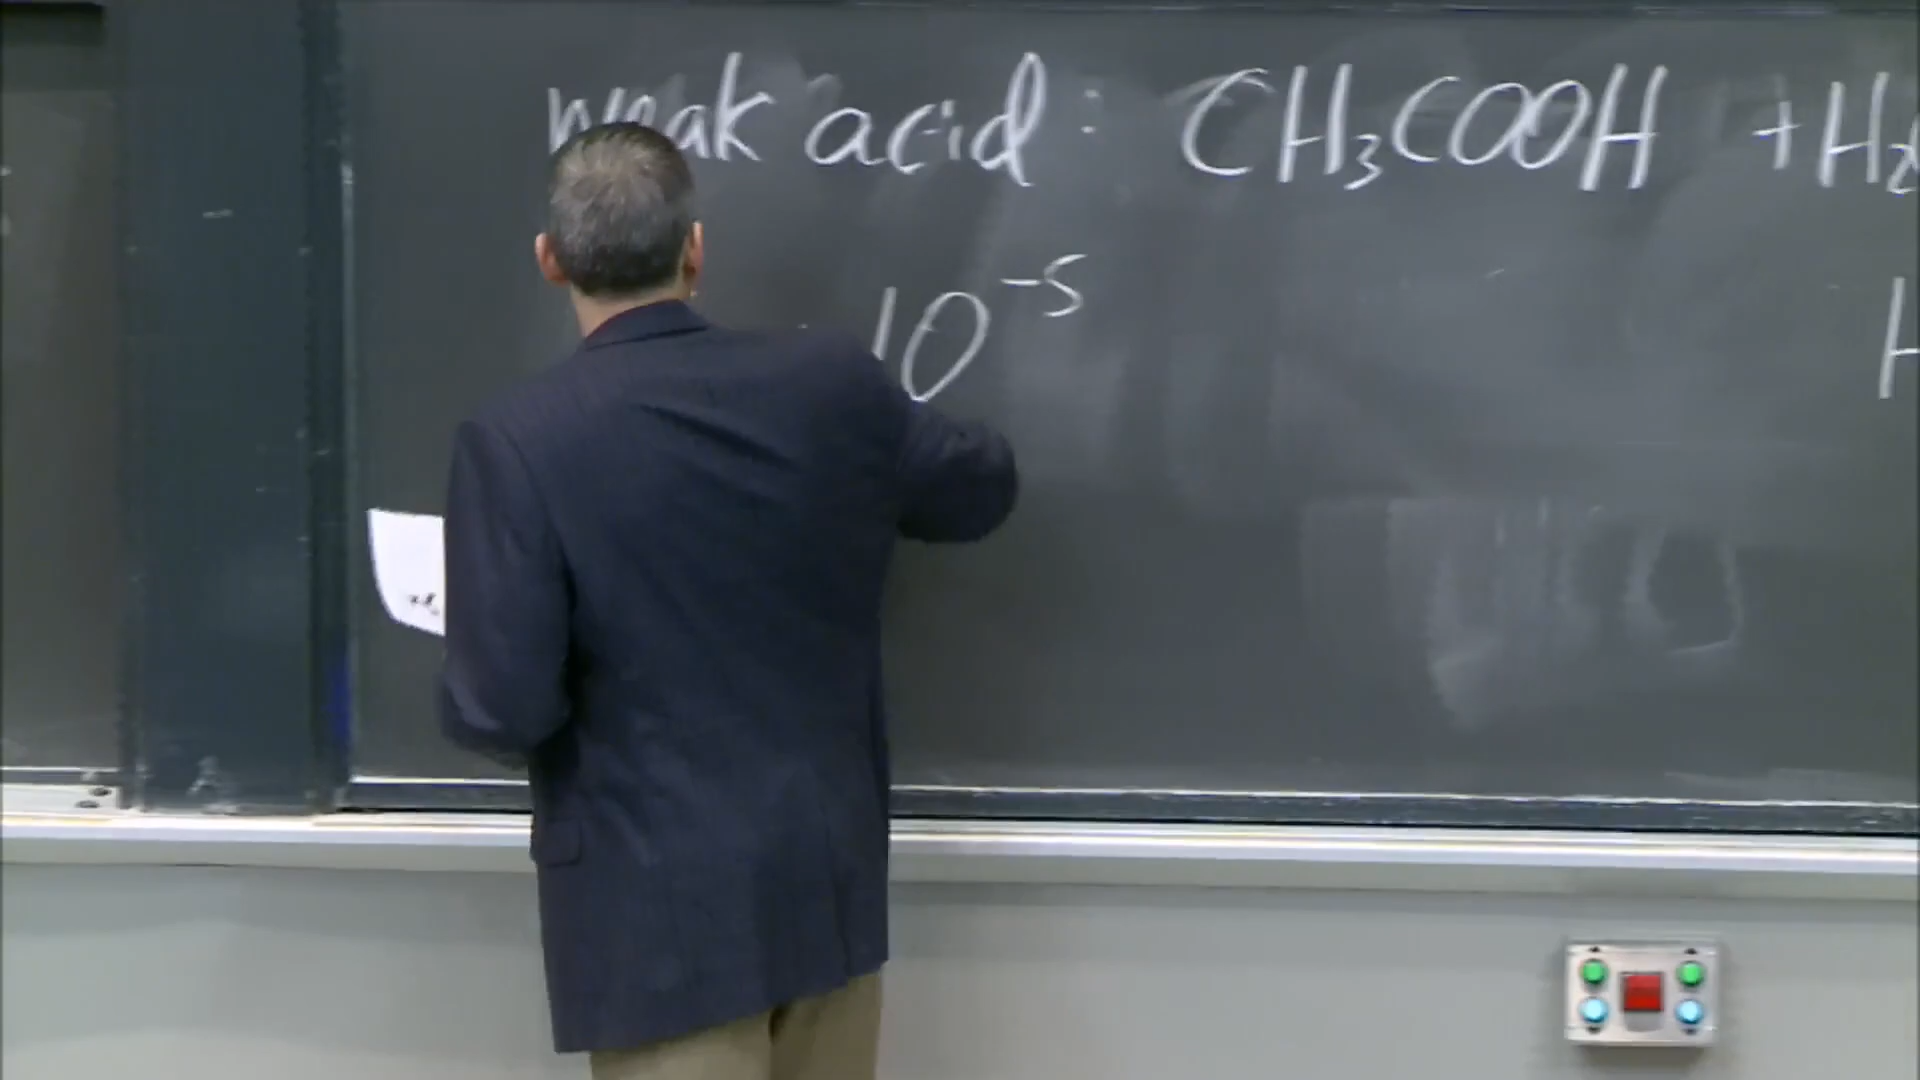 weak acid: CH₃COOH + H₂
10⁻⁵
H